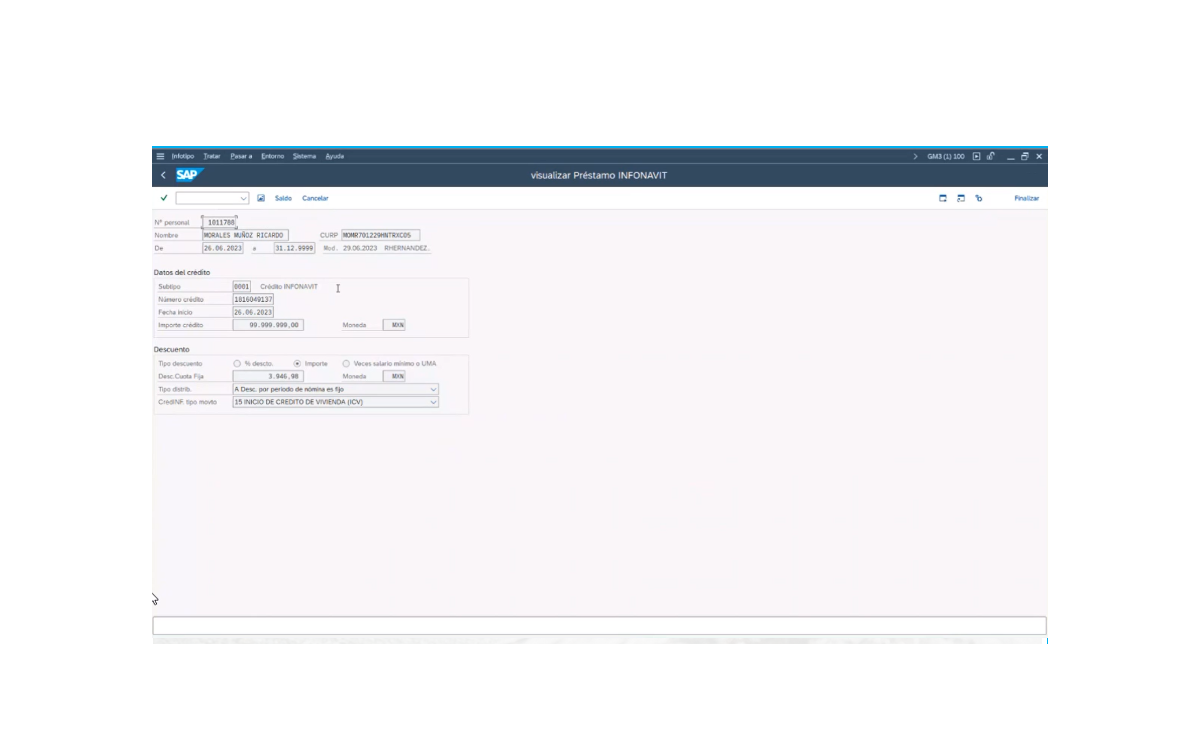 Infotipo Tratar Pasar a Entorno Sistema Ayuda GM3 (1) 100
SAP visualizar Préstamo INFONAVIT
Saldo Cancelar Finalizar
Nº personal 1011788
Nombre MORALES MUÑOZ RICARDO CURP MOMR701229HNTRXC05
De 26.06.2023 a 31.12.9999 Mod. 29.06.2023 RHERNANDEZ.
Datos del crédito
Subtipo 0001 Crédito INFONAVIT
Número crédito 1816049137
Fecha inicio 26.06.2023
Importe crédito 99.999.999,00 Moneda MXN
Descuento
Tipo descuento % descto. Importe Veces salario mínimo o UMA
Desc.Cuota Fija 3.946,98 Moneda MXN
Tipo distrib. A Desc. por período de nómina es fijo
CredINF. tipo movto 15 INICIO DE CREDITO DE VIVIENDA (ICV)